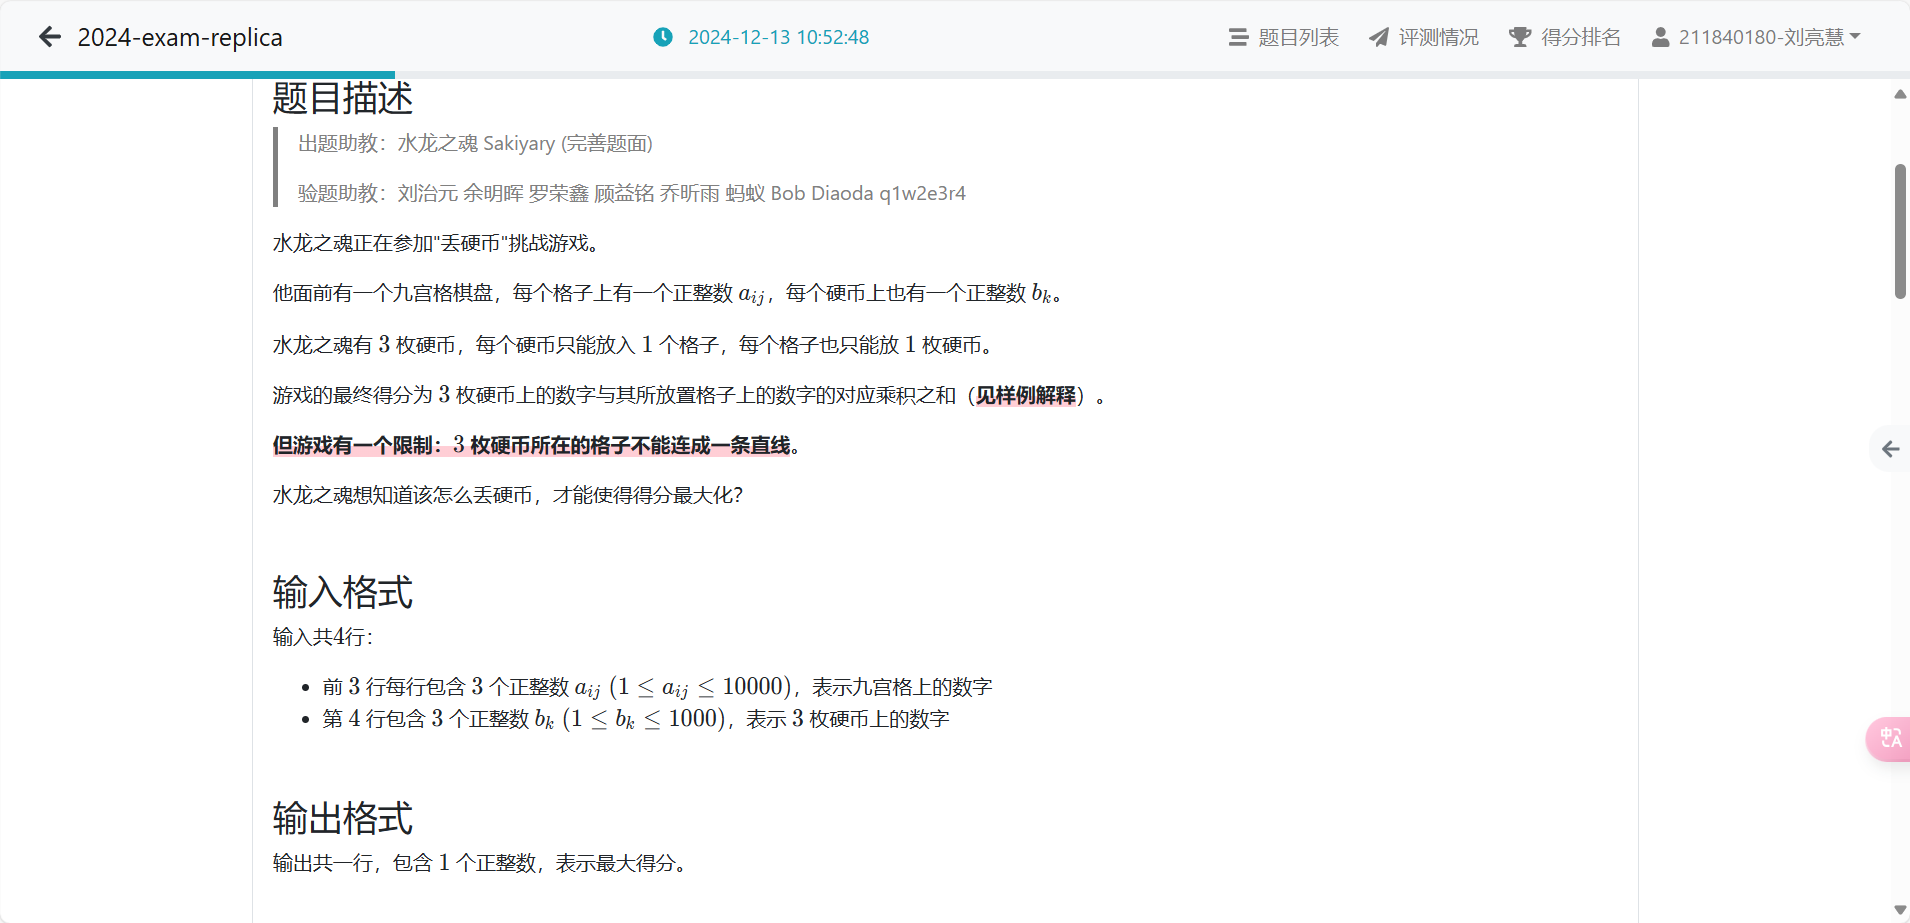 2024-exam-replica
2024-12-13 10:52:48
题目列表
评测情况
得分排名
211840180-刘亮慧
题目描述
出题助教：水龙之魂 Sakiyary (完善题面)
验题助教：刘治元 余明晖 罗荣鑫 顾益铭 乔昕雨 蚂蚁 Bob Diaoda q1w2e3r4
水龙之魂正在参加"丢硬币"挑战游戏。
他面前有一个九宫格棋盘，每个格子上有一个正整数 a_{ij}，每个硬币上也有一个正整数 b_k。
水龙之魂有 3 枚硬币，每个硬币只能放入 1 个格子，每个格子也只能放 1 枚硬币。
游戏的最终得分为 3 枚硬币上的数字与其所放置格子上的数字的对应乘积之和（见样例解释）。
但游戏有一个限制：3 枚硬币所在的格子不能连成一条直线。
水龙之魂想知道该怎么丢硬币，才能使得得分最大化？
输入格式
输入共4行：
• 前 3 行每行包含 3 个正整数 a_{ij} (1 ≤ a_{ij} ≤ 10000)，表示九宫格上的数字
• 第 4 行包含 3 个正整数 b_k (1 ≤ b_k ≤ 1000)，表示 3 枚硬币上的数字
输出格式
输出共一行，包含 1 个正整数，表示最大得分。
中A